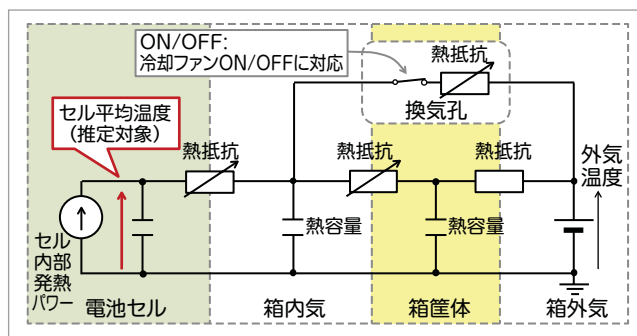 ON/OFF:
冷却ファンON/OFFに対応
熱抵抗
換気孔
セル平均温度
(推定対象)
熱抵抗
熱抵抗
熱抵抗
外気
温度
熱容量
熱容量
セル
内部
発熱
パワー
電池セル
箱内気
箱筐体
箱外気